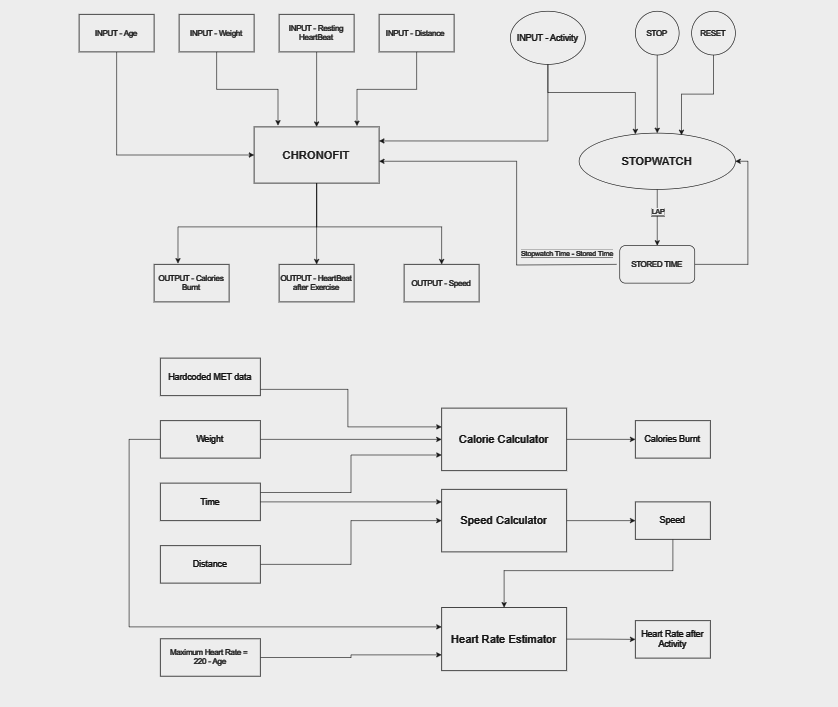 INPUT - Age
INPUT - Weight
INPUT - Resting
HeartBeat
INPUT - Distance
INPUT - Activity
STOP
RESET
CHRONOFIT
STOPWATCH
LAP
Stopwatch Time - Stored Time
STORED TIME
OUTPUT - Calories
Burnt
OUTPUT - HeartBeat
after Exercise
OUTPUT - Speed
Hardcoded MET data
Weight
Calorie Calculator
Calories Burnt
Time
Speed Calculator
Speed
Distance
Heart Rate Estimator
Heart Rate after
Activity
Maximum Heart Rate =
220 - Age